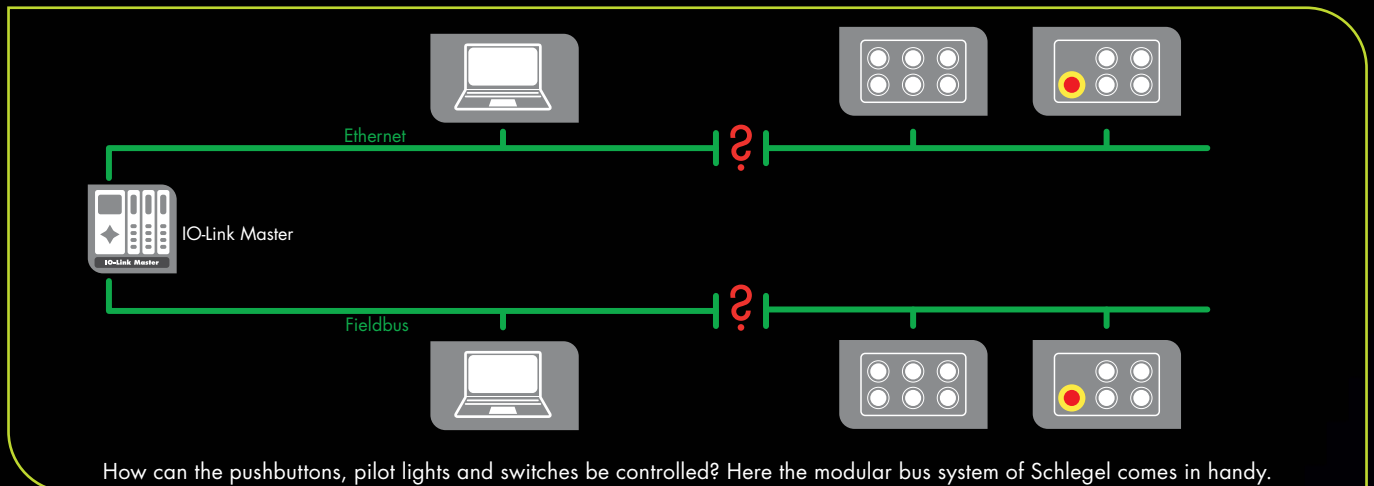 Ethernet
?
IO-Link Master
IO-Link Master
?
Fieldbus
How can the pushbuttons, pilot lights and switches be controlled? Here the modular bus system of Schlegel comes in handy.